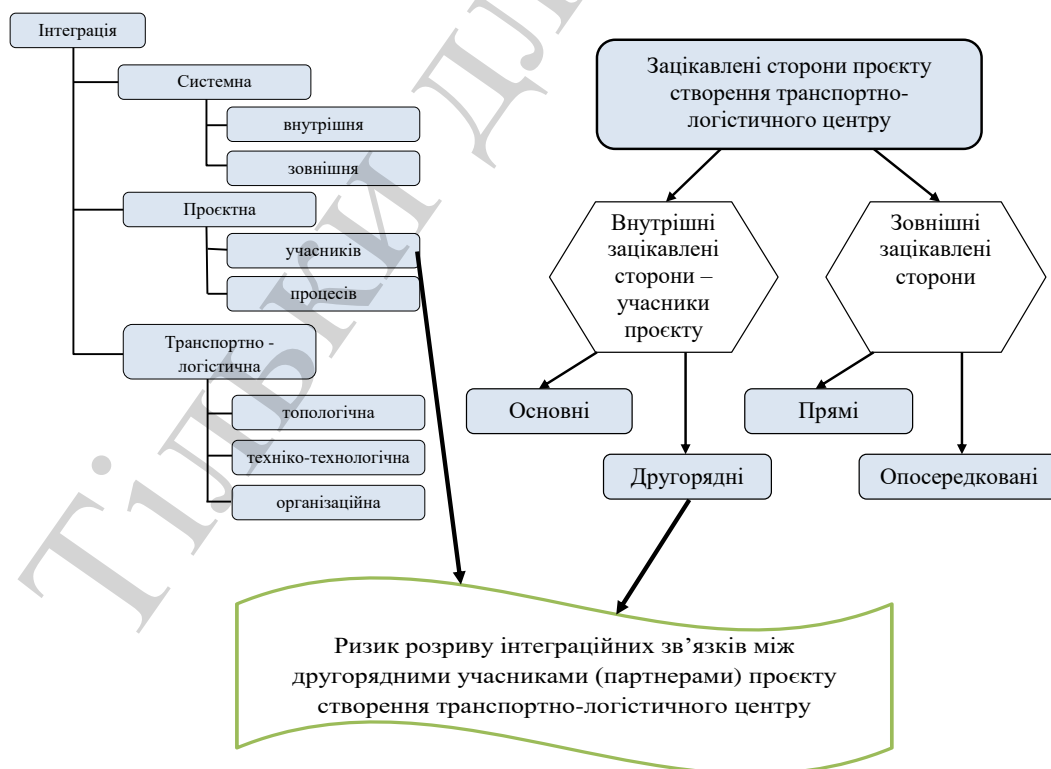 Інтеграція
Системна
внутрішня
зовнішня
Проєктна
учасників
процесів
Транспортно -
логістична
топологічна
техніко-технологічна
організаційна
Зацікавлені сторони проєкту
створення транспортно-
логістичного центру
Внутрішні
зацікавлені
сторони –
учасники
проєкту
Зовнішні
зацікавлені
сторони
Основні
Прямі
Другорядні
Опосередковані
Ризик розриву інтеграційних зв’язків між
другорядними учасниками (партнерами) проєкту
створення транспортно-логістичного центру
Тільки дл